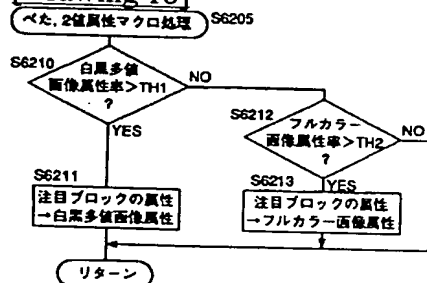 べた, 2値属性マクロ処理
S6205
S6210
白黒多値
画像属性率>TH1
?
NO
YES
S6212
フルカラー
画像属性率>TH2
?
NO
YES
S6211
注目ブロックの属性
→白黒多値画像属性
S6213
注目ブロックの属性
→フルカラー画像属性
リターン